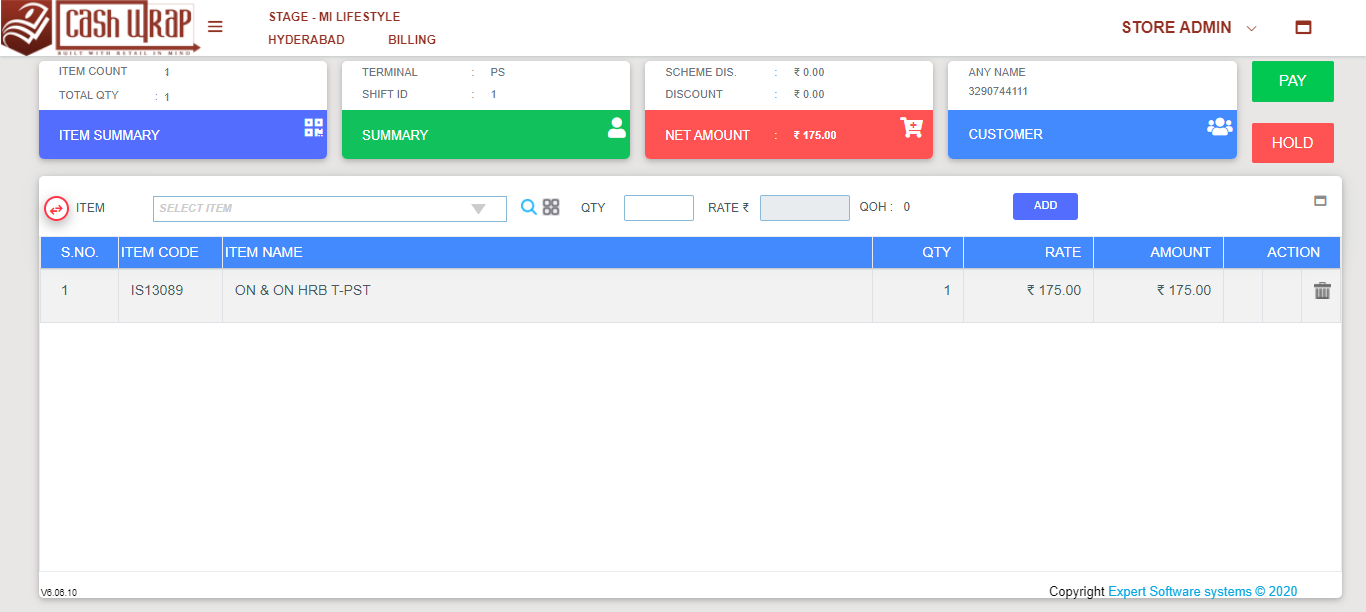 CASH WRAP
BUILT WITH RETAIL IN MIND
STAGE - MI LIFESTYLE
HYDERABAD BILLING
STORE ADMIN
ITEM COUNT 1
TOTAL QTY : 1
ITEM SUMMARY
TERMINAL : PS
SHIFT ID : 1
SUMMARY
SCHEME DIS. : ₹ 0.00
DISCOUNT : ₹ 0.00
NET AMOUNT : ₹ 175.00
ANY NAME
3290744111
CUSTOMER
PAY
HOLD
ITEM SELECT ITEM QTY RATE ₹ QOH : 0 ADD
S.NO. ITEM CODE ITEM NAME QTY RATE AMOUNT ACTION
1 IS13089 ON & ON HRB T-PST 1 ₹ 175.00 ₹ 175.00
V6.06.10
Copyright Expert Software systems © 2020